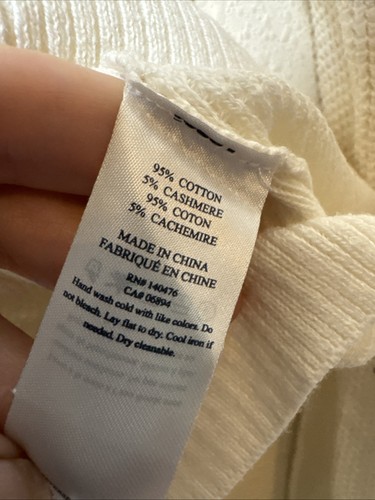 95% COTTON
5% CASHMERE
95% COTON
5% CACHEMIRE
MADE IN CHINA
FABRIQUÉ EN CHINE
RN# 140476
CA# 06894
Hand wash cold with like colors. Do
not bleach. Lay flat to dry. Cool iron if
needed. Dry cleanable.